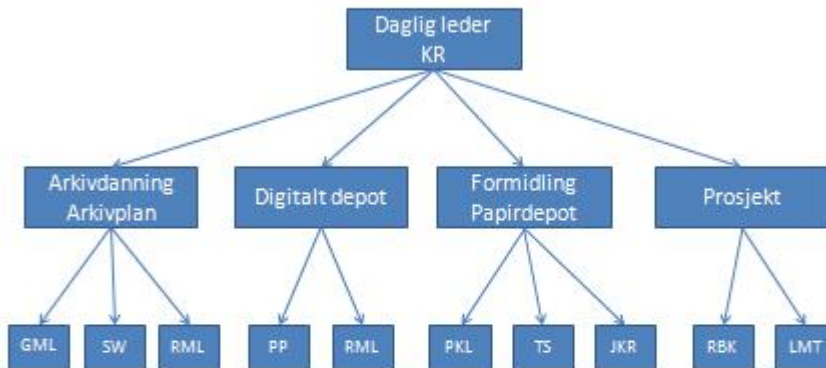 Daglig leder
KR
Arkivdanning
Arkivplan
Digitalt depot
Formidling
Papirdepot
Prosjekt
GML
SW
RML
PP
RML
PKL
TS
JKR
RBK
LMT